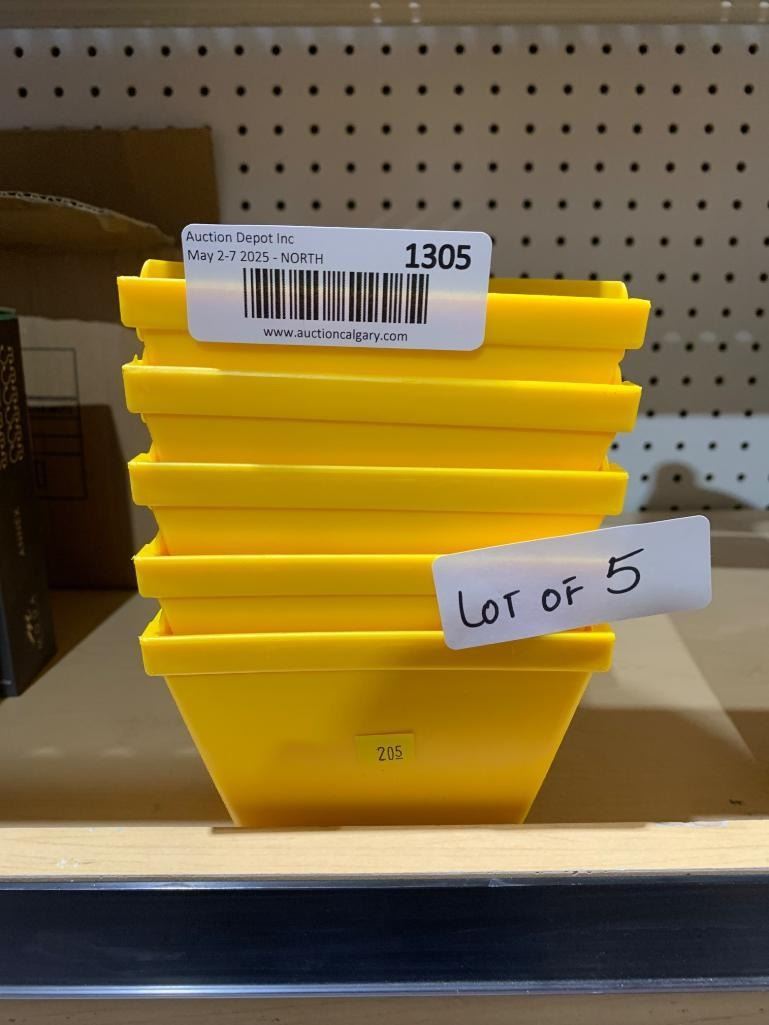 Auction Depot Inc
May 2-7 2025 - NORTH
1305
www.auctioncalgary.com
LOT OF 5
205